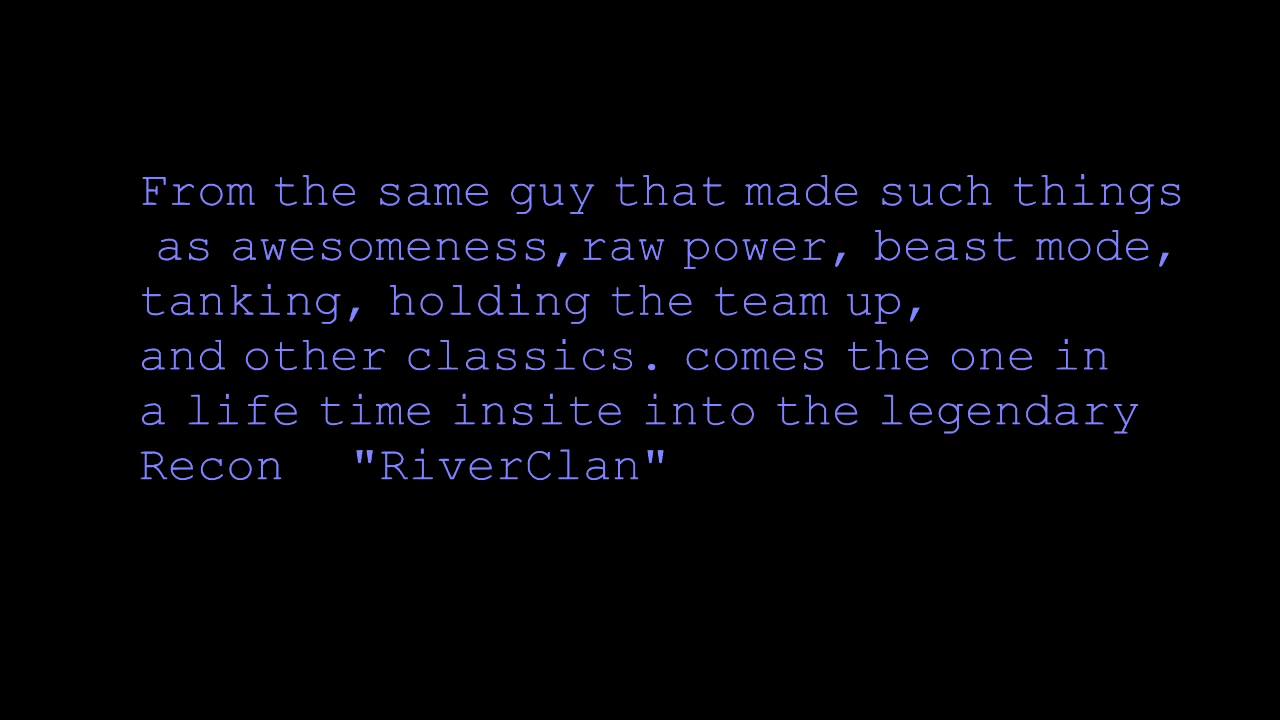 From the same guy that made such things
as awesomeness,raw power, beast mode,
tanking, holding the team up,
and other classics. comes the one in
a life time insite into the legendary
Recon "RiverClan"